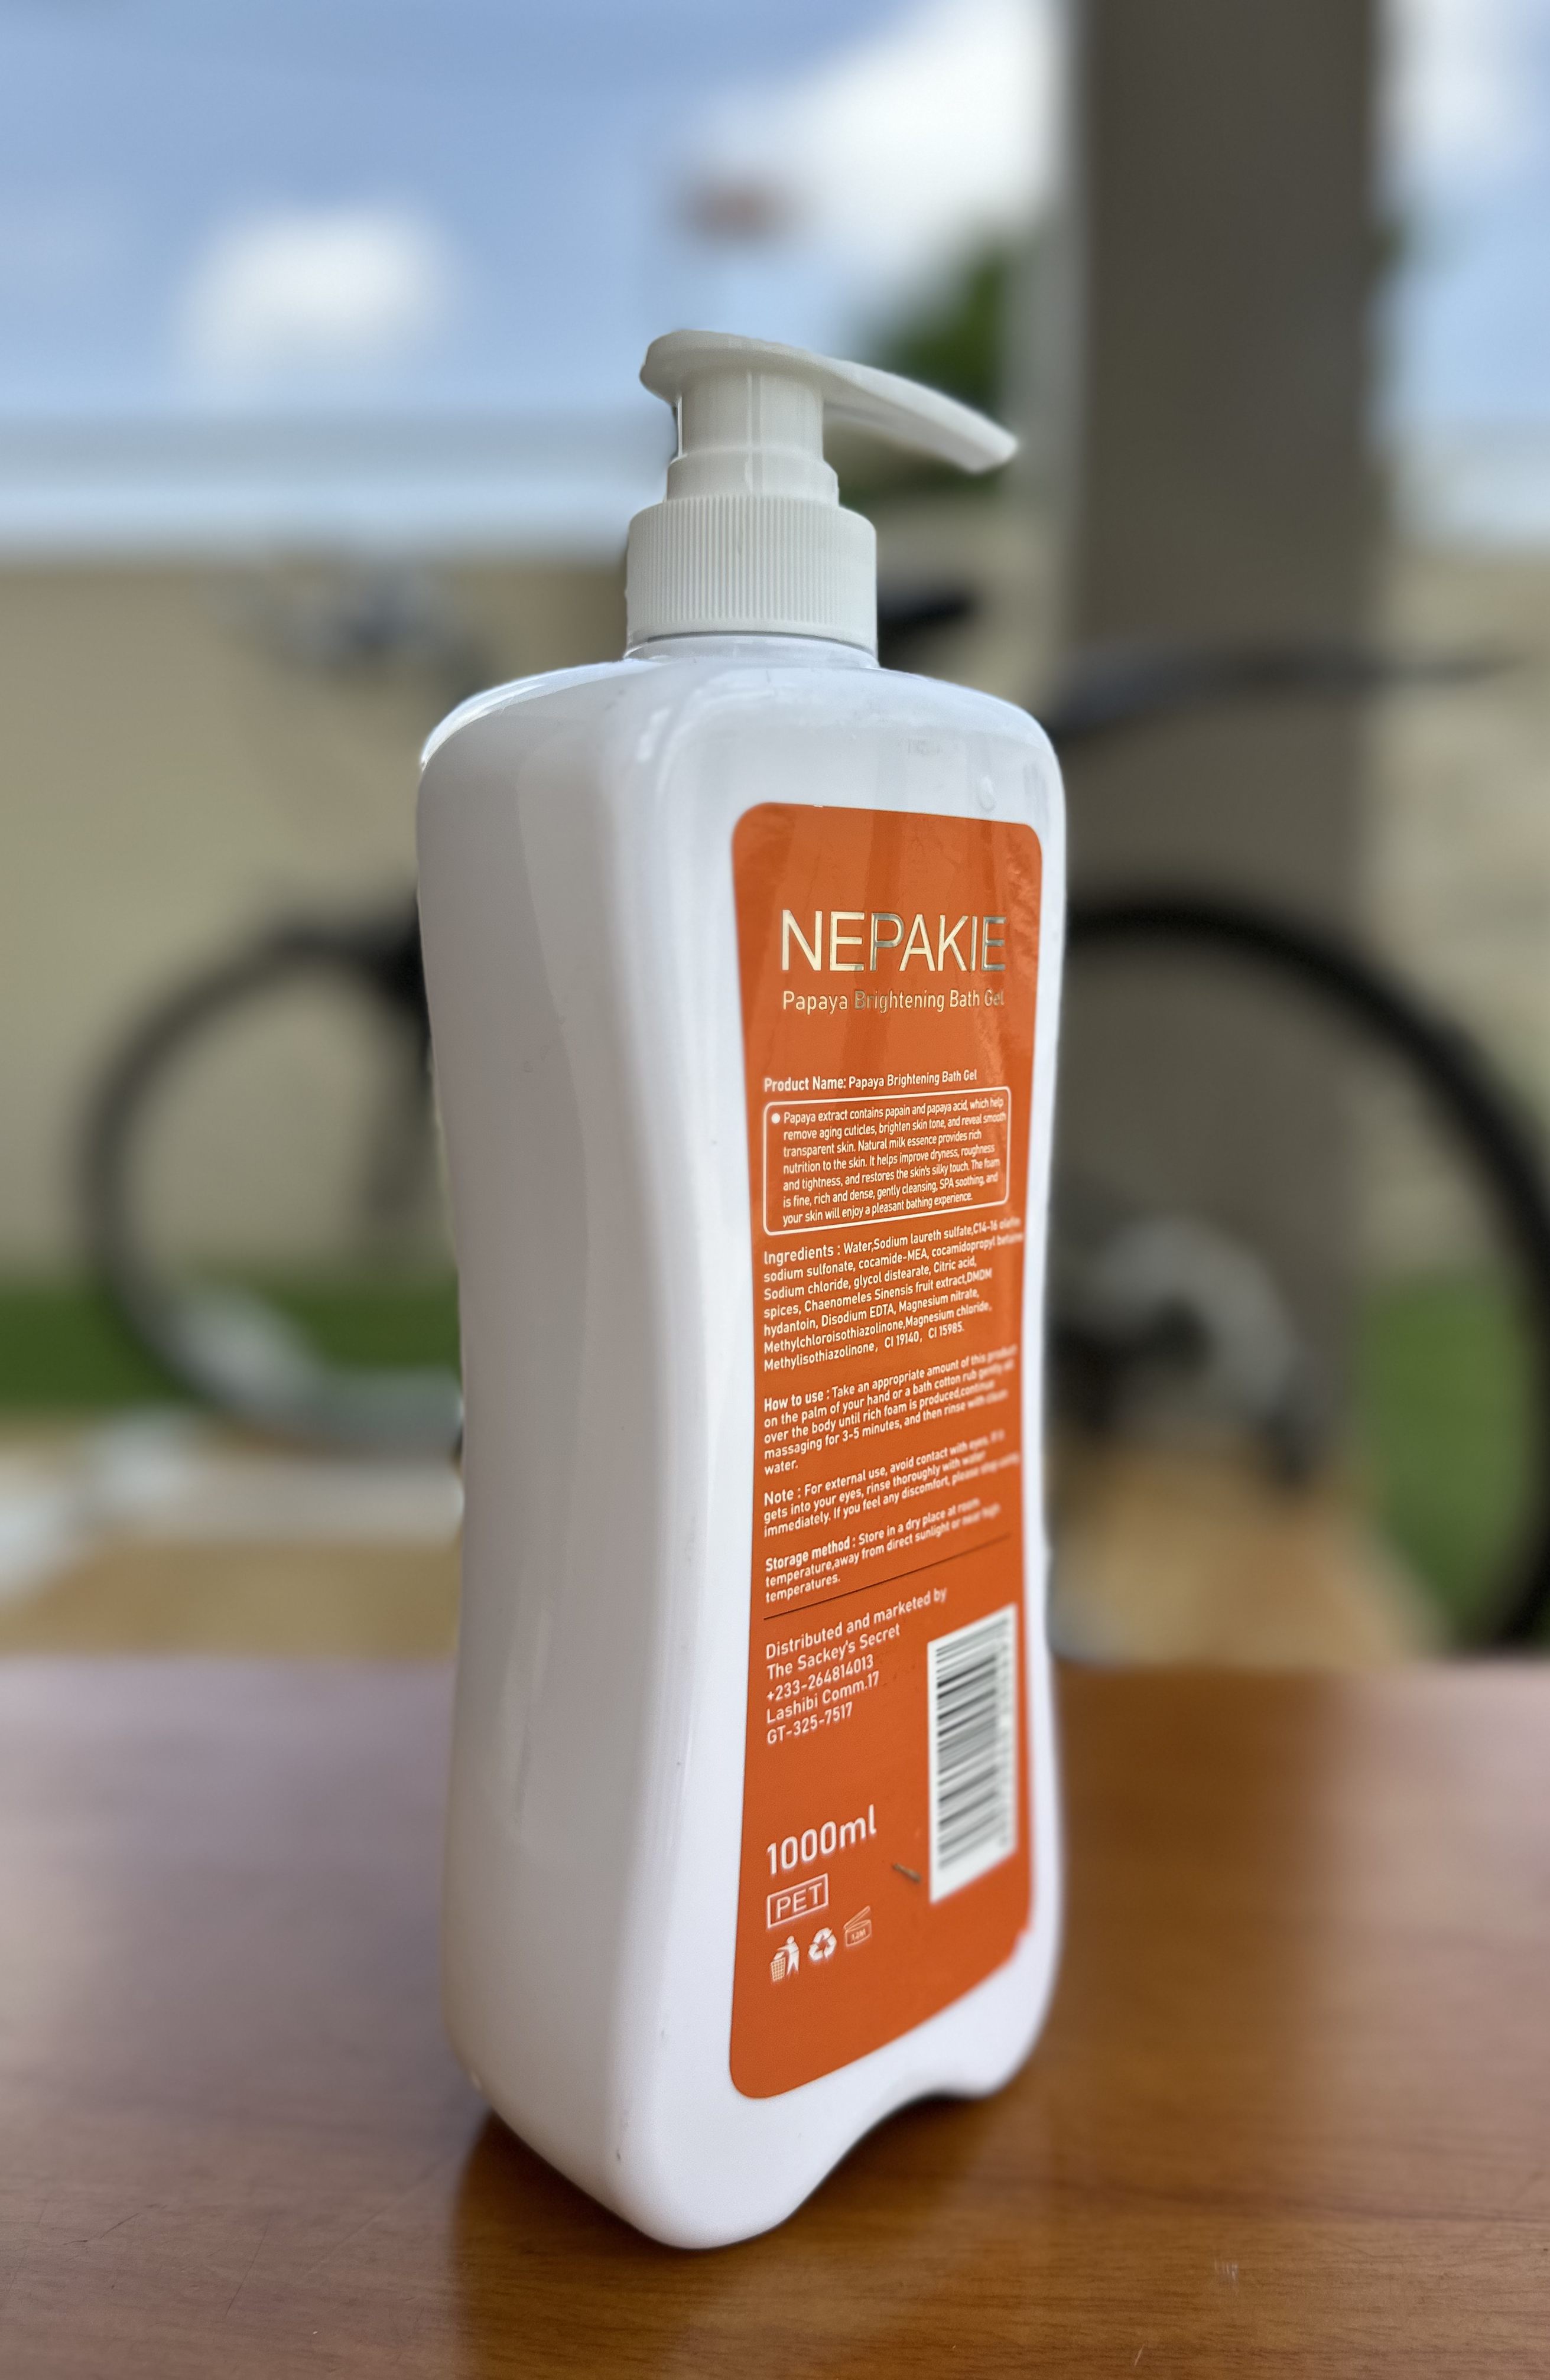 NEPAKIE
Papaya Brightening Bath Gel
Product Name: Papaya Brightening Bath Gel
Papaya extract contains papain and papaya acid, which help
remove aging cuticles, brighten skin tone, and reveal smooth
transparent skin. Natural milk essence provides rich
nutrition to the skin. It helps improve dryness, roughness
and tightness, and restores the skin's silky touch. The foam
is fine, rich and dense, gently cleansing, SPA soothing, and
your skin will enjoy a pleasant bathing experience.
Ingredients : Water,Sodium laureth sulfate,C14-16 olefin
sodium sulfonate, cocamide-MEA, cocamidopropyl betaine
Sodium chloride, glycol distearate, Citric acid,
spices, Chaenomeles Sinensis fruit extract,DMDM
hydantoin, Disodium EDTA, Magnesium nitrate,
Methylchloroisothiazolinone,Magnesium chloride,
Methylisothiazolinone, CI 19140, CI 15985.
How to use : Take an appropriate amount of this product
on the palm of your hand or a bath cotton rub gently all
over the body until rich foam is produced,continue
massaging for 3-5 minutes, and then rinse with clean
water.
Note : For external use, avoid contact with eyes. If it
gets into your eyes, rinse thoroughly with water
immediately. If you feel any discomfort, please stop using
Storage method : Store in a dry place at room
temperature,away from direct sunlight or near high
temperatures.
Distributed and marketed by
The Sackey's Secret
+233-264814013
Lashibi Comm.17
GT-325-7517
1000ml
PET
12M